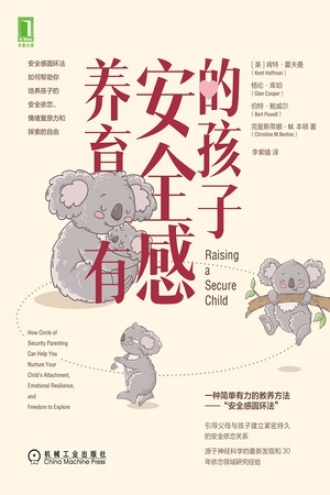 [美] 肯特·霍夫曼
(Kent Hoffman)
格伦·库珀
(Glen Cooper)
伯特·鲍威尔
(Bert Powell)
克里斯蒂娜·M.本顿
(Christine M.Benton)
李紫嫱 译
安全感圆环法
如何帮助你
培养孩子的
安全依恋、
情绪复原力和
探索的自由
养育有
安全感
的孩子
Raising
a
Secure
Child
How Circle of
Security Parenting
Can Help You
Nurture Your
Child's Attachment,
Emotional Resilience,
and
Freedom to Explore
一种简单有力的教养方法
——“安全感圆环法”
引导父母与孩子建立紧密持久
的安全依恋关系
源于神经科学的最新发现和30
年依恋领域研究经验
机械工业出版社
China Machine Press